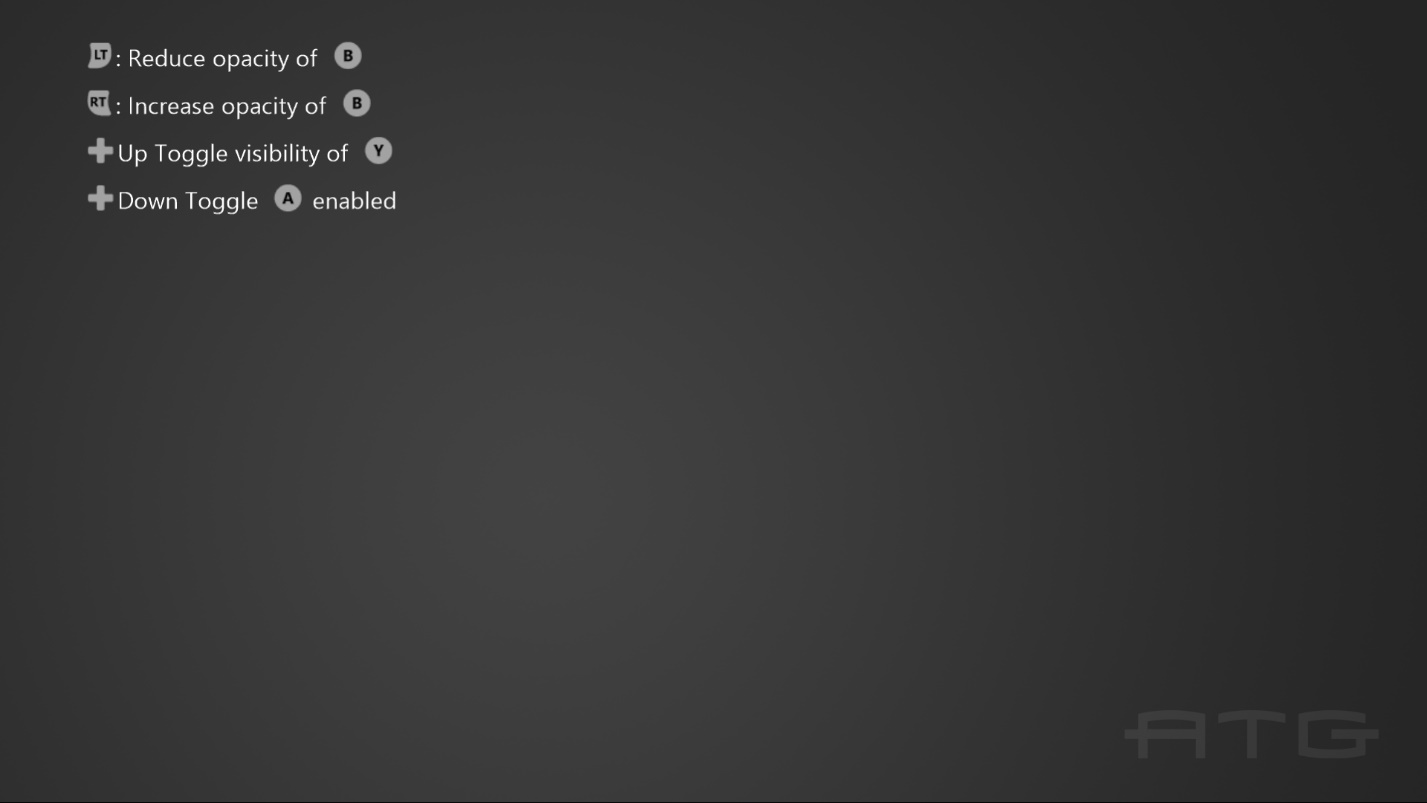 LT : Reduce opacity of B
RT : Increase opacity of B
Up Toggle visibility of Y
Down Toggle A enabled
ATG